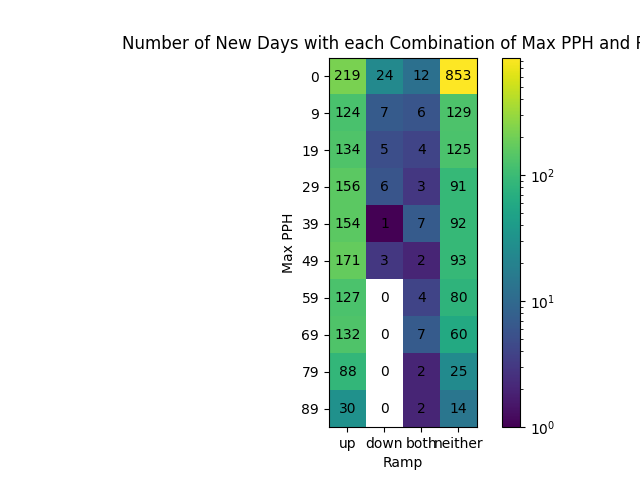 Number of New Days with each Combination of Max PPH and
0 219 24 12 853
9 124 7 6 129
19 134 5 4 125
29 156 6 3 91
39 154 1 7 92
49 171 3 2 93
59 127 0 4 80
69 132 0 7 60
79 88 0 2 25
89 30 0 2 14
Max PPH
up down both neither
Ramp
10²
10¹
10⁰